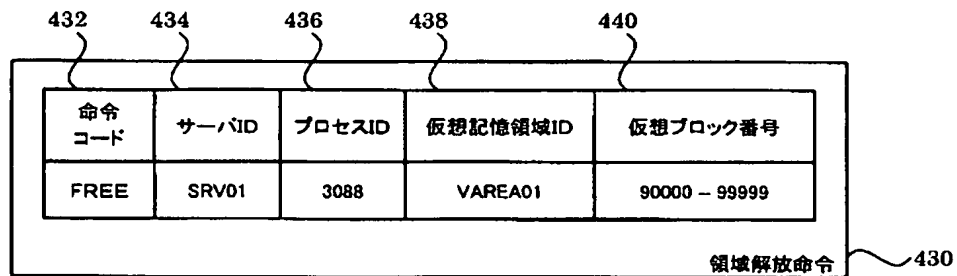 432 434 436 438 440
命令
コード
サーバID
プロセスID
仮想記憶領域ID
仮想ブロック番号
FREE SRV01 3088 VAREA01 90000 – 99999
領域解放命令
430